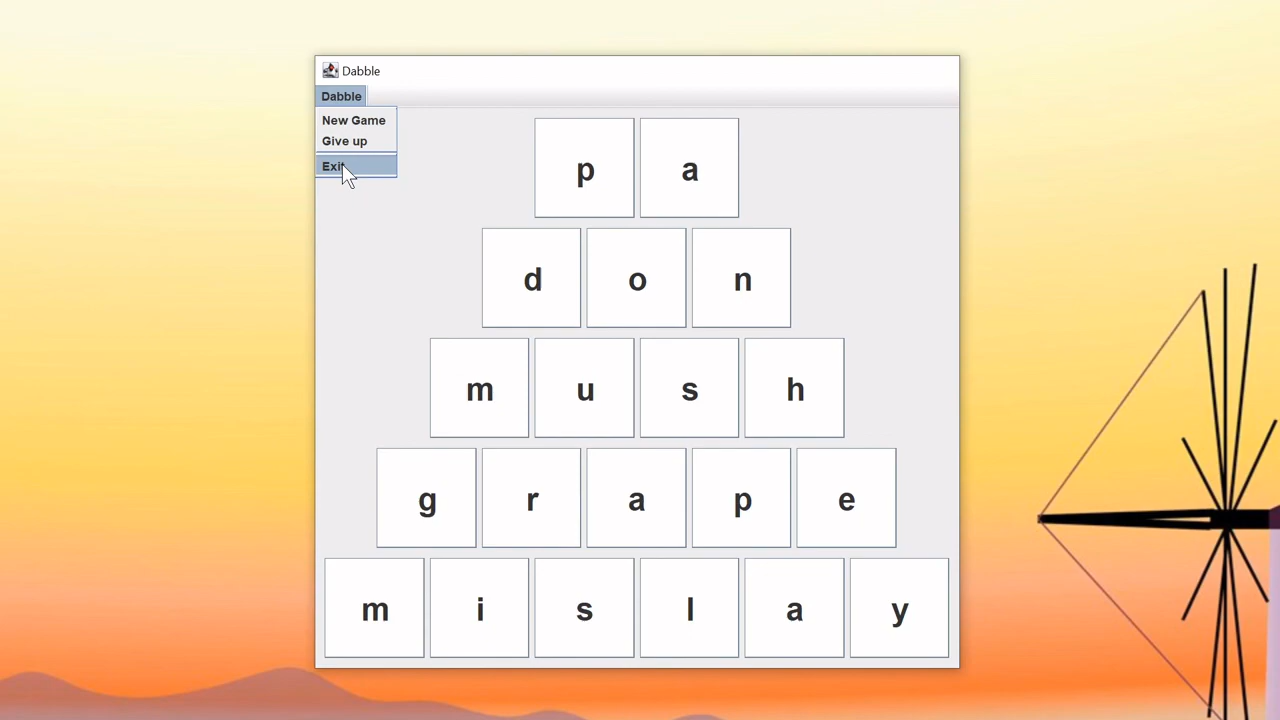 Dabble
Dabble
New Game
Give up
Exit
p a
d o n
m u s h
g r a p e
m i s l a y